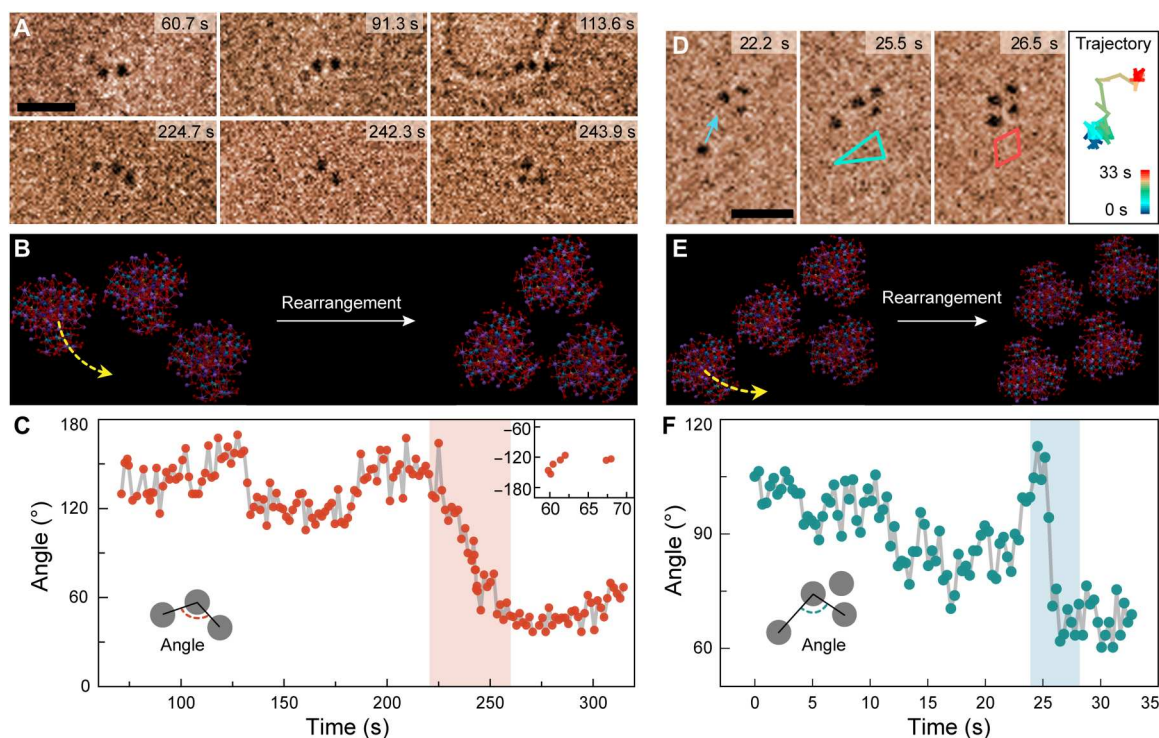 A
60.7 s
91.3 s
113.6 s
224.7 s
242.3 s
243.9 s
B
Rearrangement
C
180
120
60
0
Angle (°)
100
150
200
250
300
Time (s)
−60
−120
−180
60
65
70
Angle
D
22.2 s
25.5 s
26.5 s
Trajectory
33 s
0 s
E
Rearrangement
F
120
90
60
Angle (°)
0
5
10
15
20
25
30
35
Time (s)
Angle